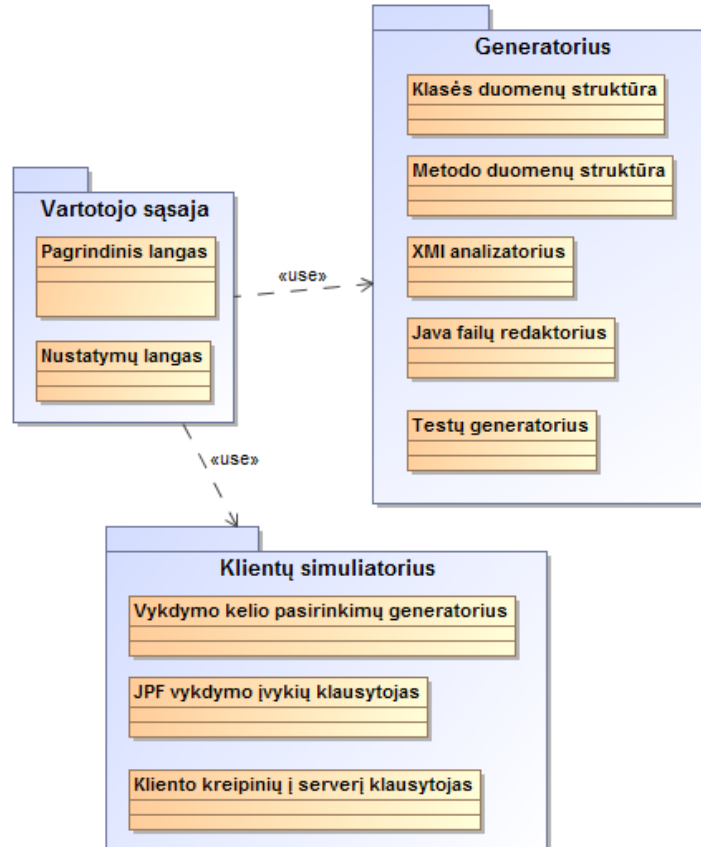 Generatorius
Klasės duomenų struktūra
Metodo duomenų struktūra
XMI analizatorius
Java failų redaktorius
Testų generatorius
Vartotojo sąsaja
Pagrindinis langas
Nustatymų langas
«use»
«use»
Klientų simuliatorius
Vykdymo kelio pasirinkimų generatorius
JPF vykdymo įvykių klausytojas
Kliento kreipinių į serverį klausytojas